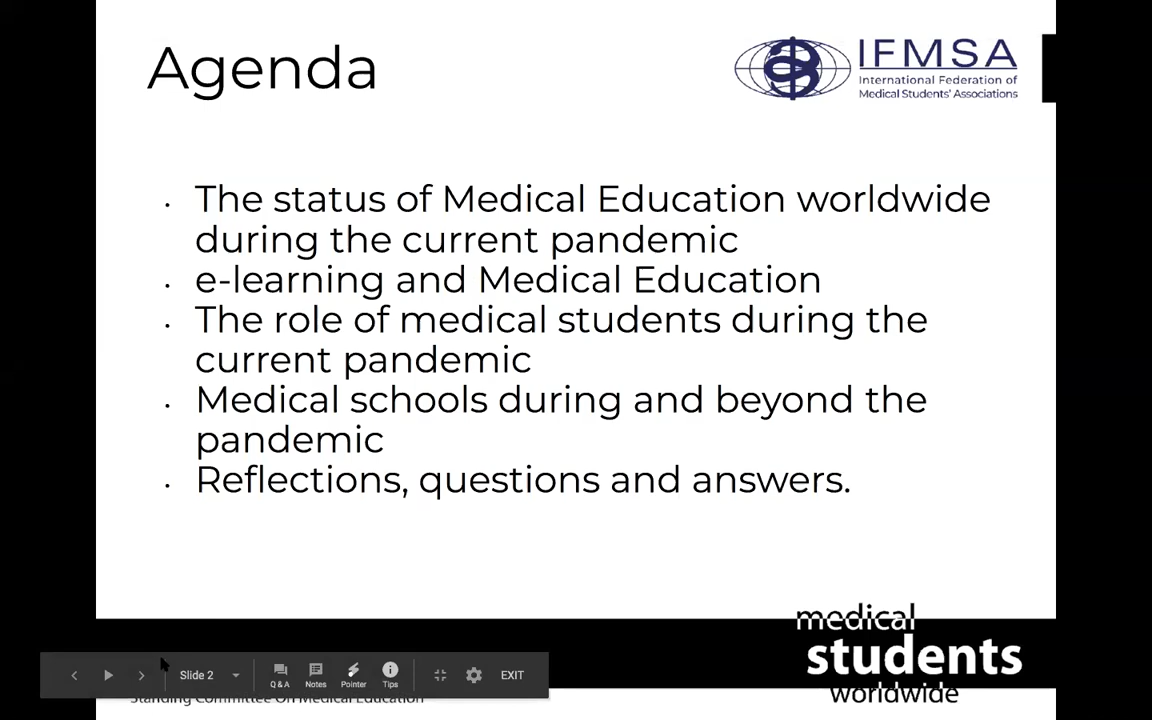 Agenda
IFMSA
International Federation of
Medical Students' Associations
· The status of Medical Education worldwide
during the current pandemic
· e-learning and Medical Education
· The role of medical students during the
current pandemic
· Medical schools during and beyond the
pandemic
· Reflections, questions and answers.
medical
students
worldwide
Slide 2
Q&A
Notes
Pointer
Tips
EXIT
Standing Committee On Medical Education